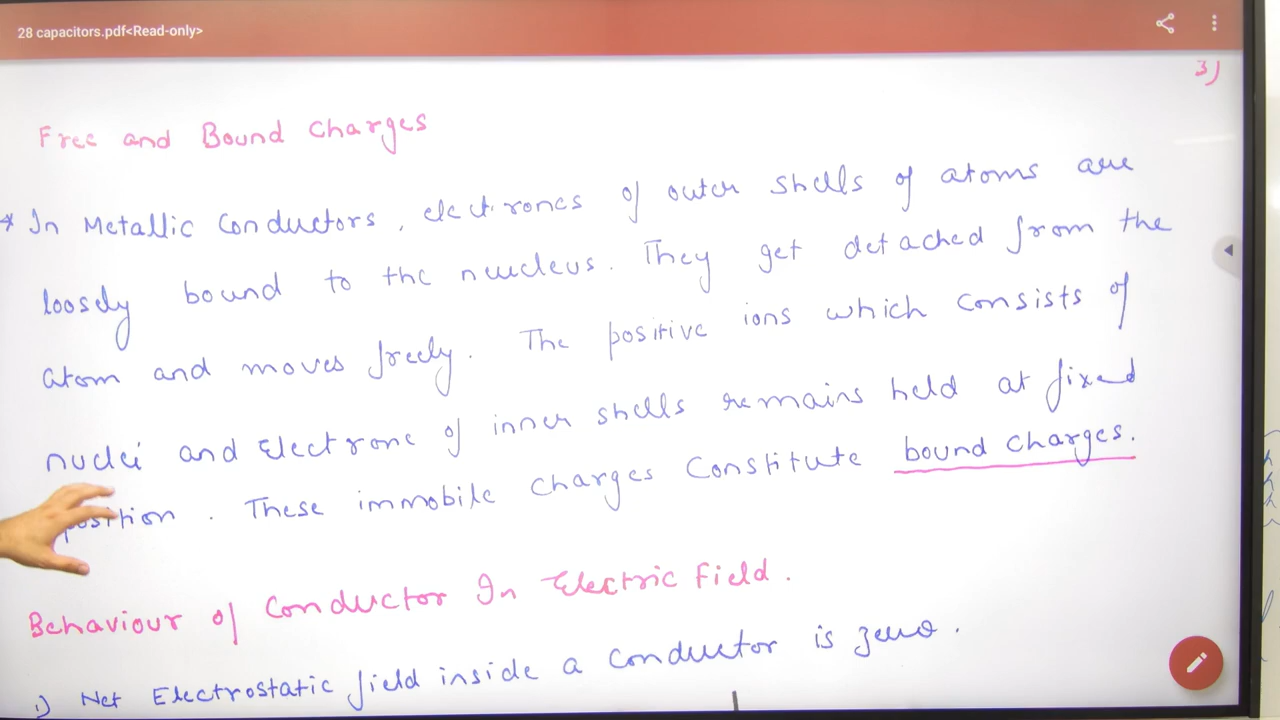 28 capacitors.pdf<Read-only>
3)
Free and Bound Charges
* In Metallic Conductors, electrones of outer shells of atoms are
loosely bound to the nucleus. They get detached from the
atom and moves freely. The positive ions which consists of
nuclei and Electrone of inner shells remains held at fixed
position. These immobile charges Constitute bound charges.
Behaviour of Conductor In Electric Field.
1) Net Electrostatic field inside a conductor is zero.